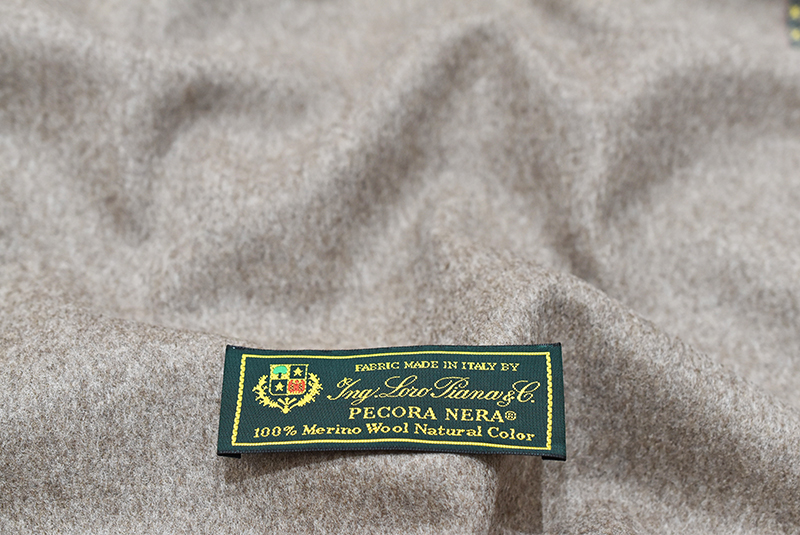 FABRIC MADE IN ITALY BY
Ing. Loro Piana & C.
PECORA NERA®
100% Merino Wool Natural Color